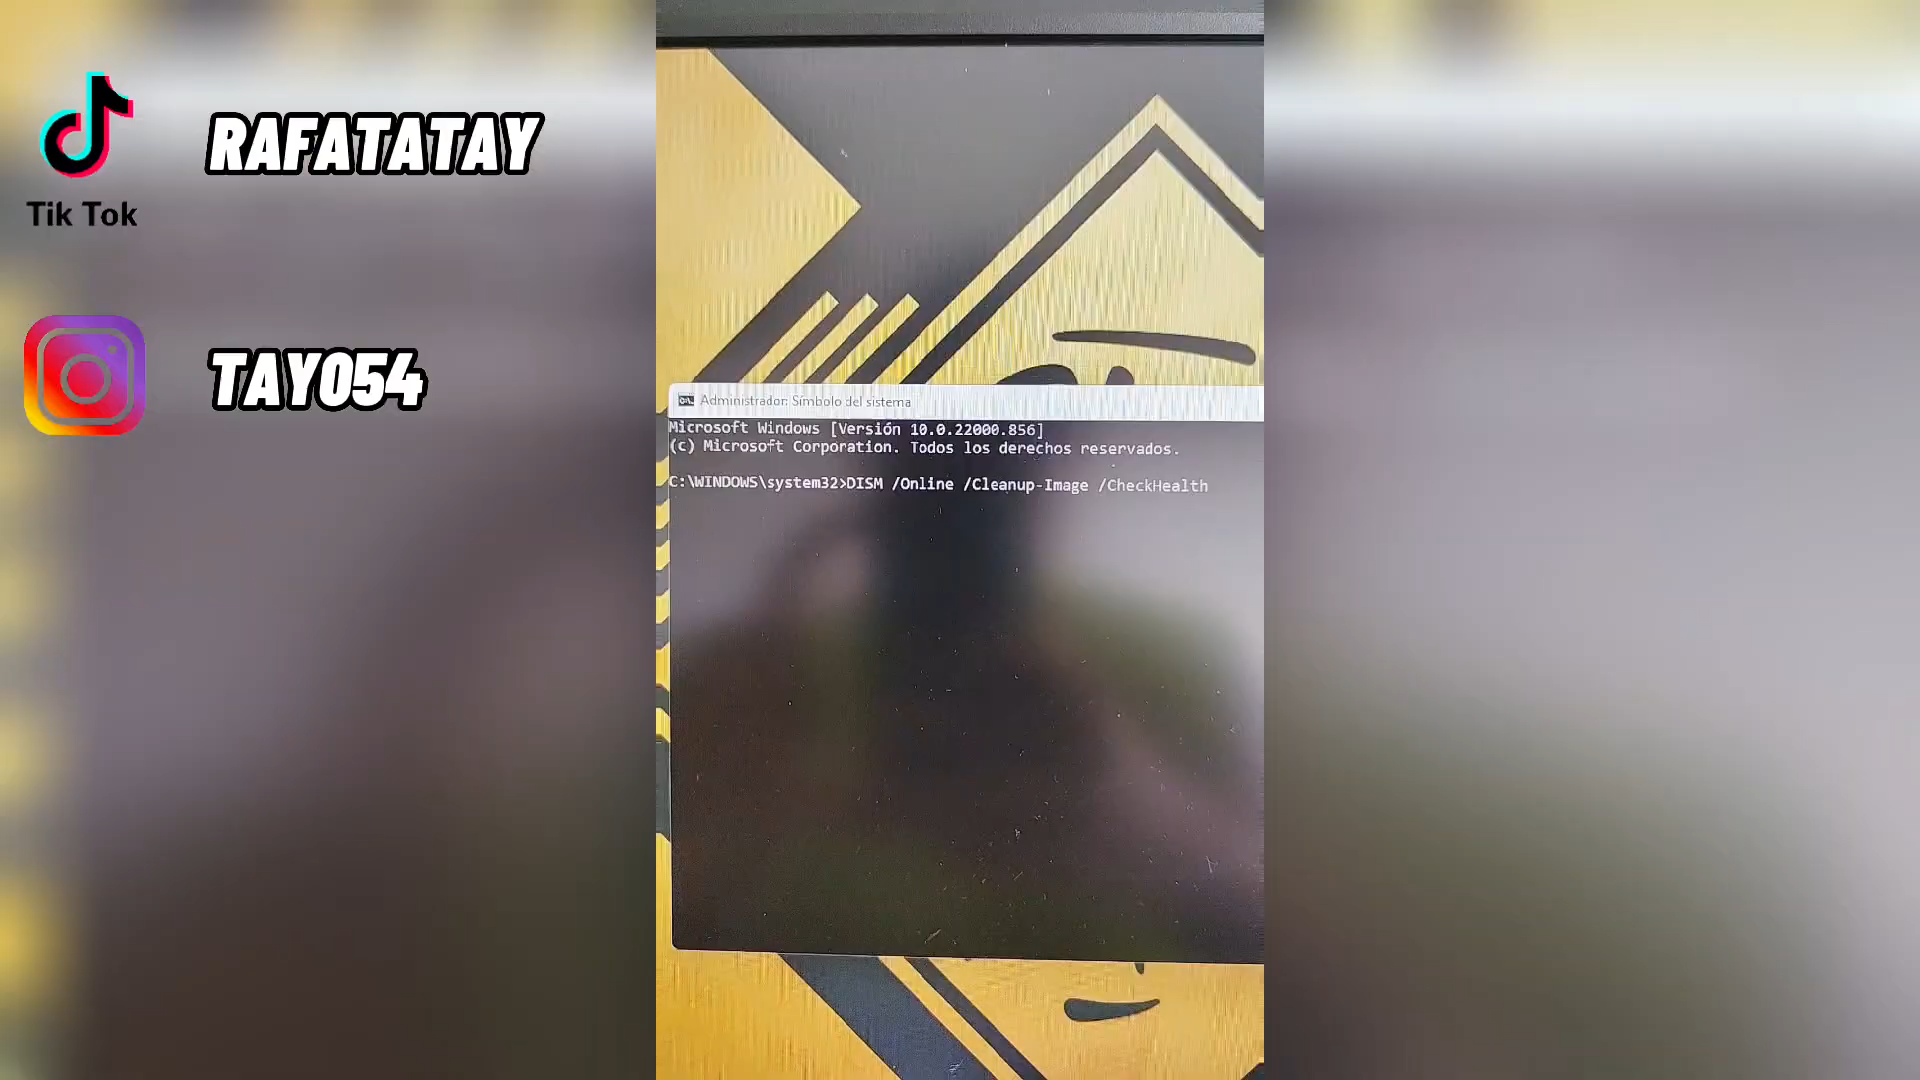 Tik Tok
RAFATATAY
TAY054
Administrador: Símbolo del sistema
Microsoft Windows [Versión 10.0.22000.856]
(c) Microsoft Corporation. Todos los derechos reservados.
C:\WINDOWS\system32>DISM /Online /Cleanup-Image /CheckHealth